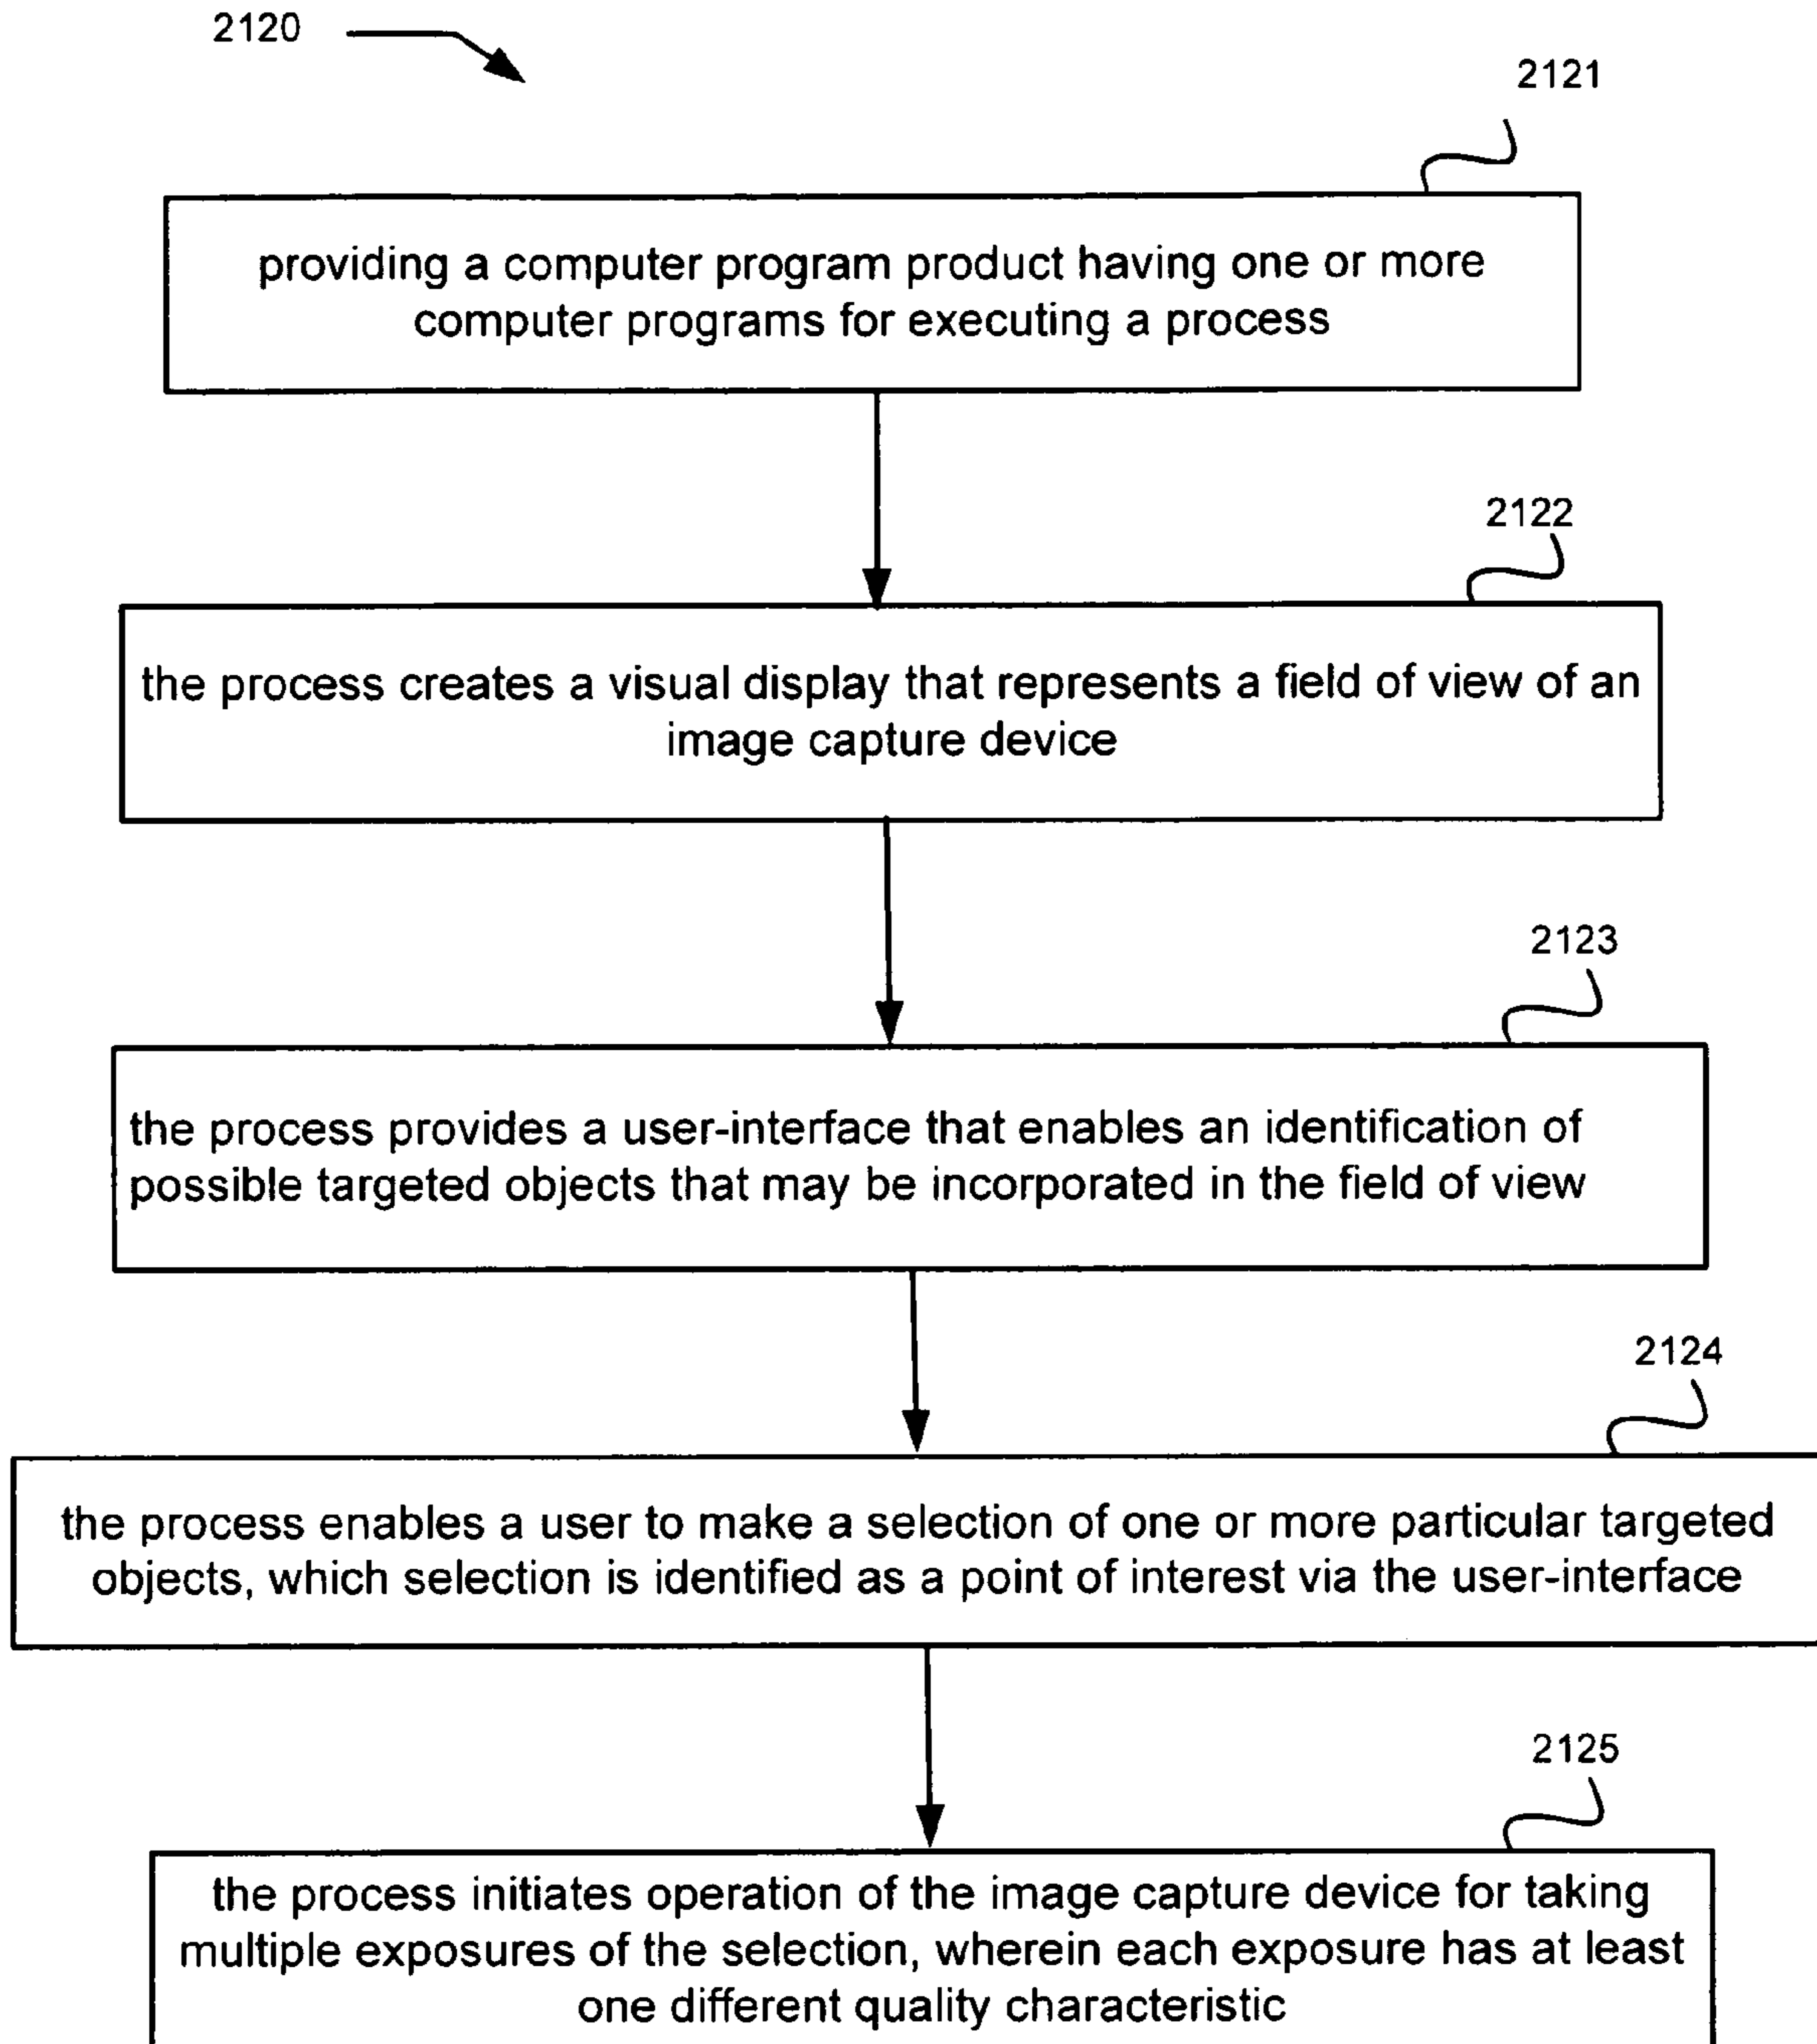 2120
2121
providing a computer program product having one or more
computer programs for executing a process
2122
the process creates a visual display that represents a field of view of an
image capture device
2123
the process provides a user-interface that enables an identification of
possible targeted objects that may be incorporated in the field of view
2124
the process enables a user to make a selection of one or more particular targeted
objects, which selection is identified as a point of interest via the user-interface
2125
the process initiates operation of the image capture device for taking
multiple exposures of the selection, wherein each exposure has at least
one different quality characteristic